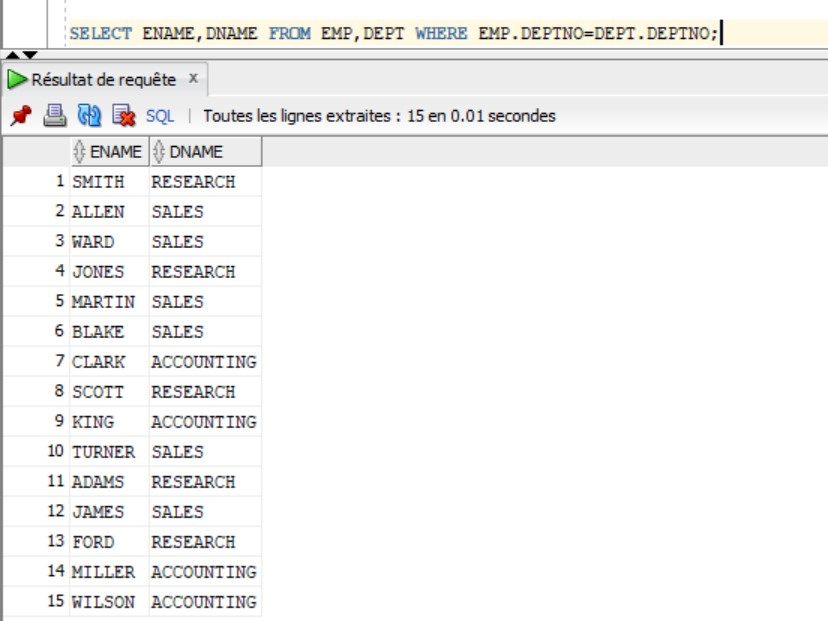 SELECT ENAME,DNAME FROM EMP,DEPT WHERE EMP.DEPTNO=DEPT.DEPTNO;
Résultat de requête x
SQL | Toutes les lignes extraites : 15 en 0.01 secondes
ENAME DNAME
1 SMITH RESEARCH
2 ALLEN SALES
3 WARD SALES
4 JONES RESEARCH
5 MARTIN SALES
6 BLAKE SALES
7 CLARK ACCOUNTING
8 SCOTT RESEARCH
9 KING ACCOUNTING
10 TURNER SALES
11 ADAMS RESEARCH
12 JAMES SALES
13 FORD RESEARCH
14 MILLER ACCOUNTING
15 WILSON ACCOUNTING